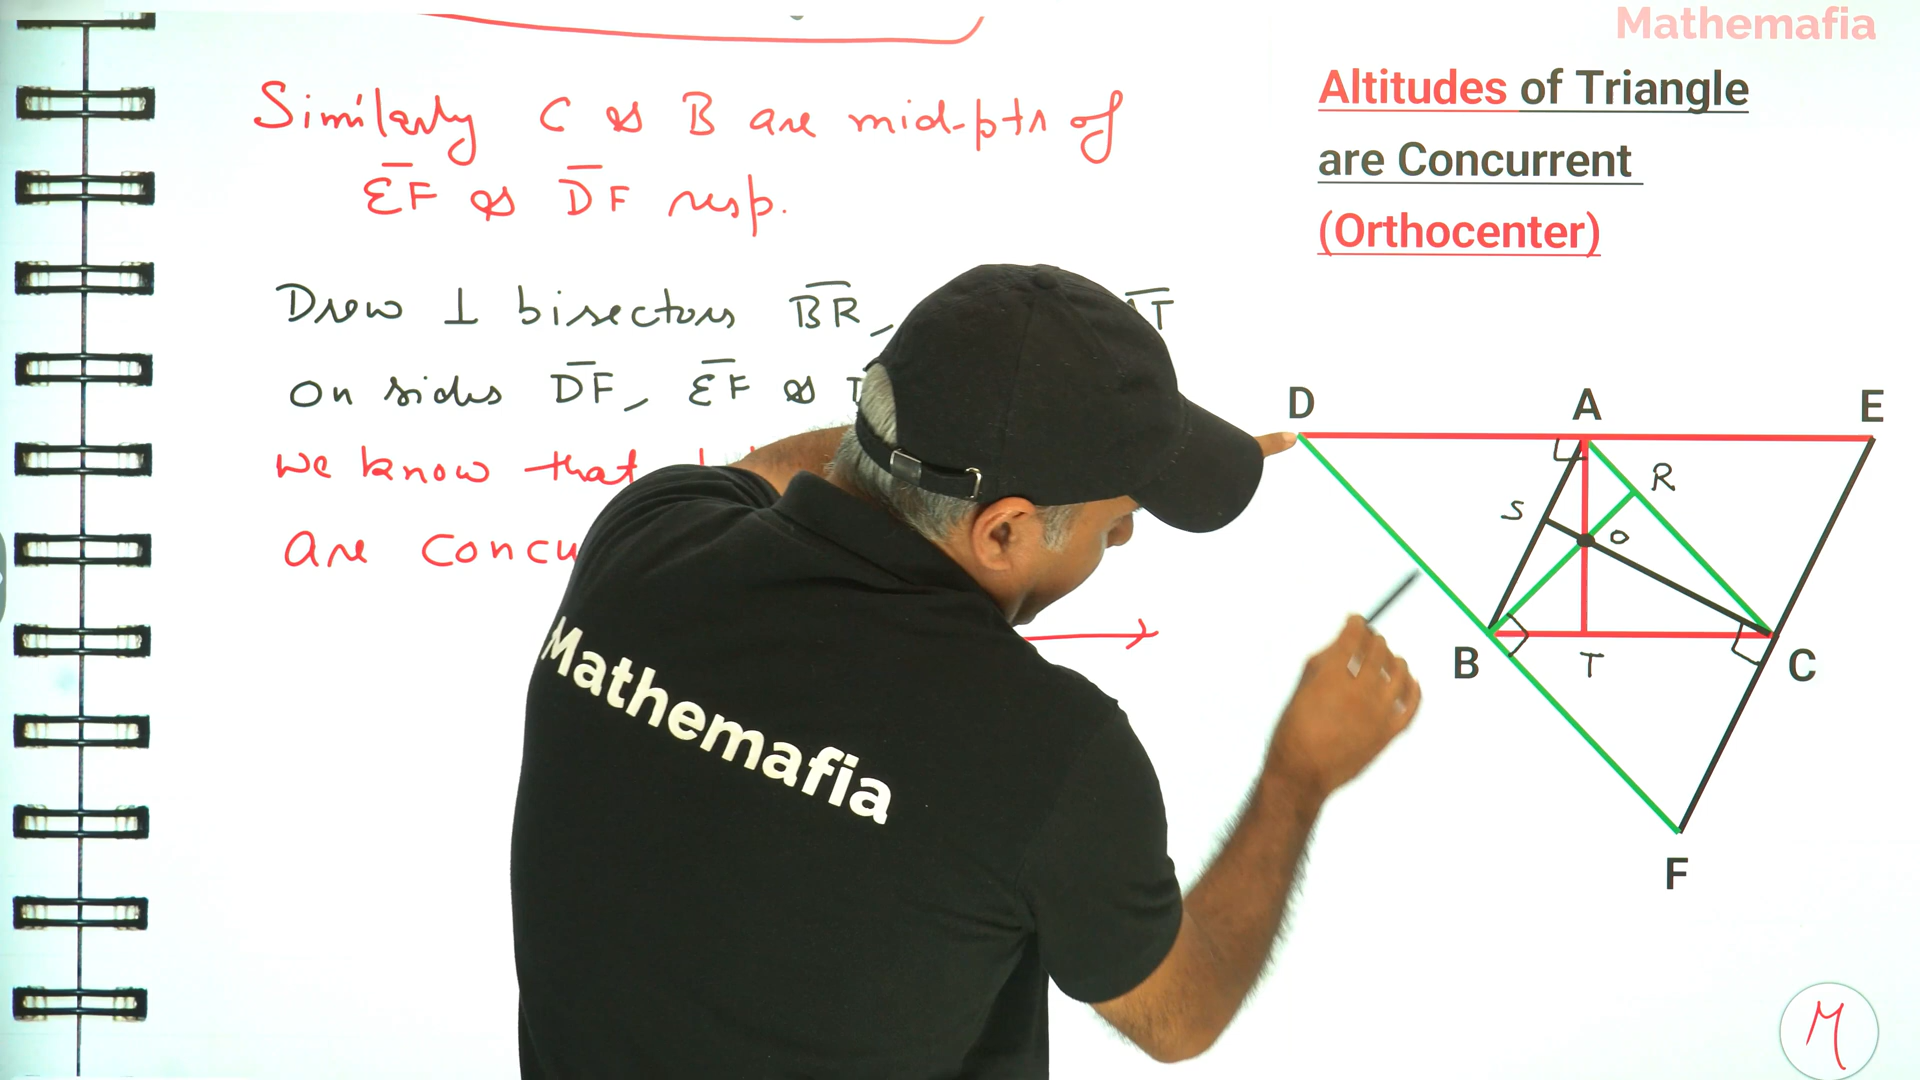 Mathemafia
Altitudes of Triangle
are Concurrent
(Orthocenter)
Similarly C & B are mid-pts of
EF & DF resp.
Draw ⊥ bisectors BR,
on sides DF, EF &
We know that
are
D A E
R
S
O
B T C
F
Mathemafia
M